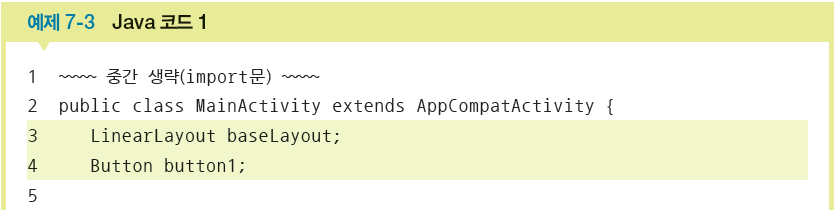 예제 7-3 Java 코드 1
1 ~~~~ 중간 생략(import문) ~~~~
2 public class MainActivity extends AppCompatActivity {
3 LinearLayout baseLayout;
4 Button button1;
5